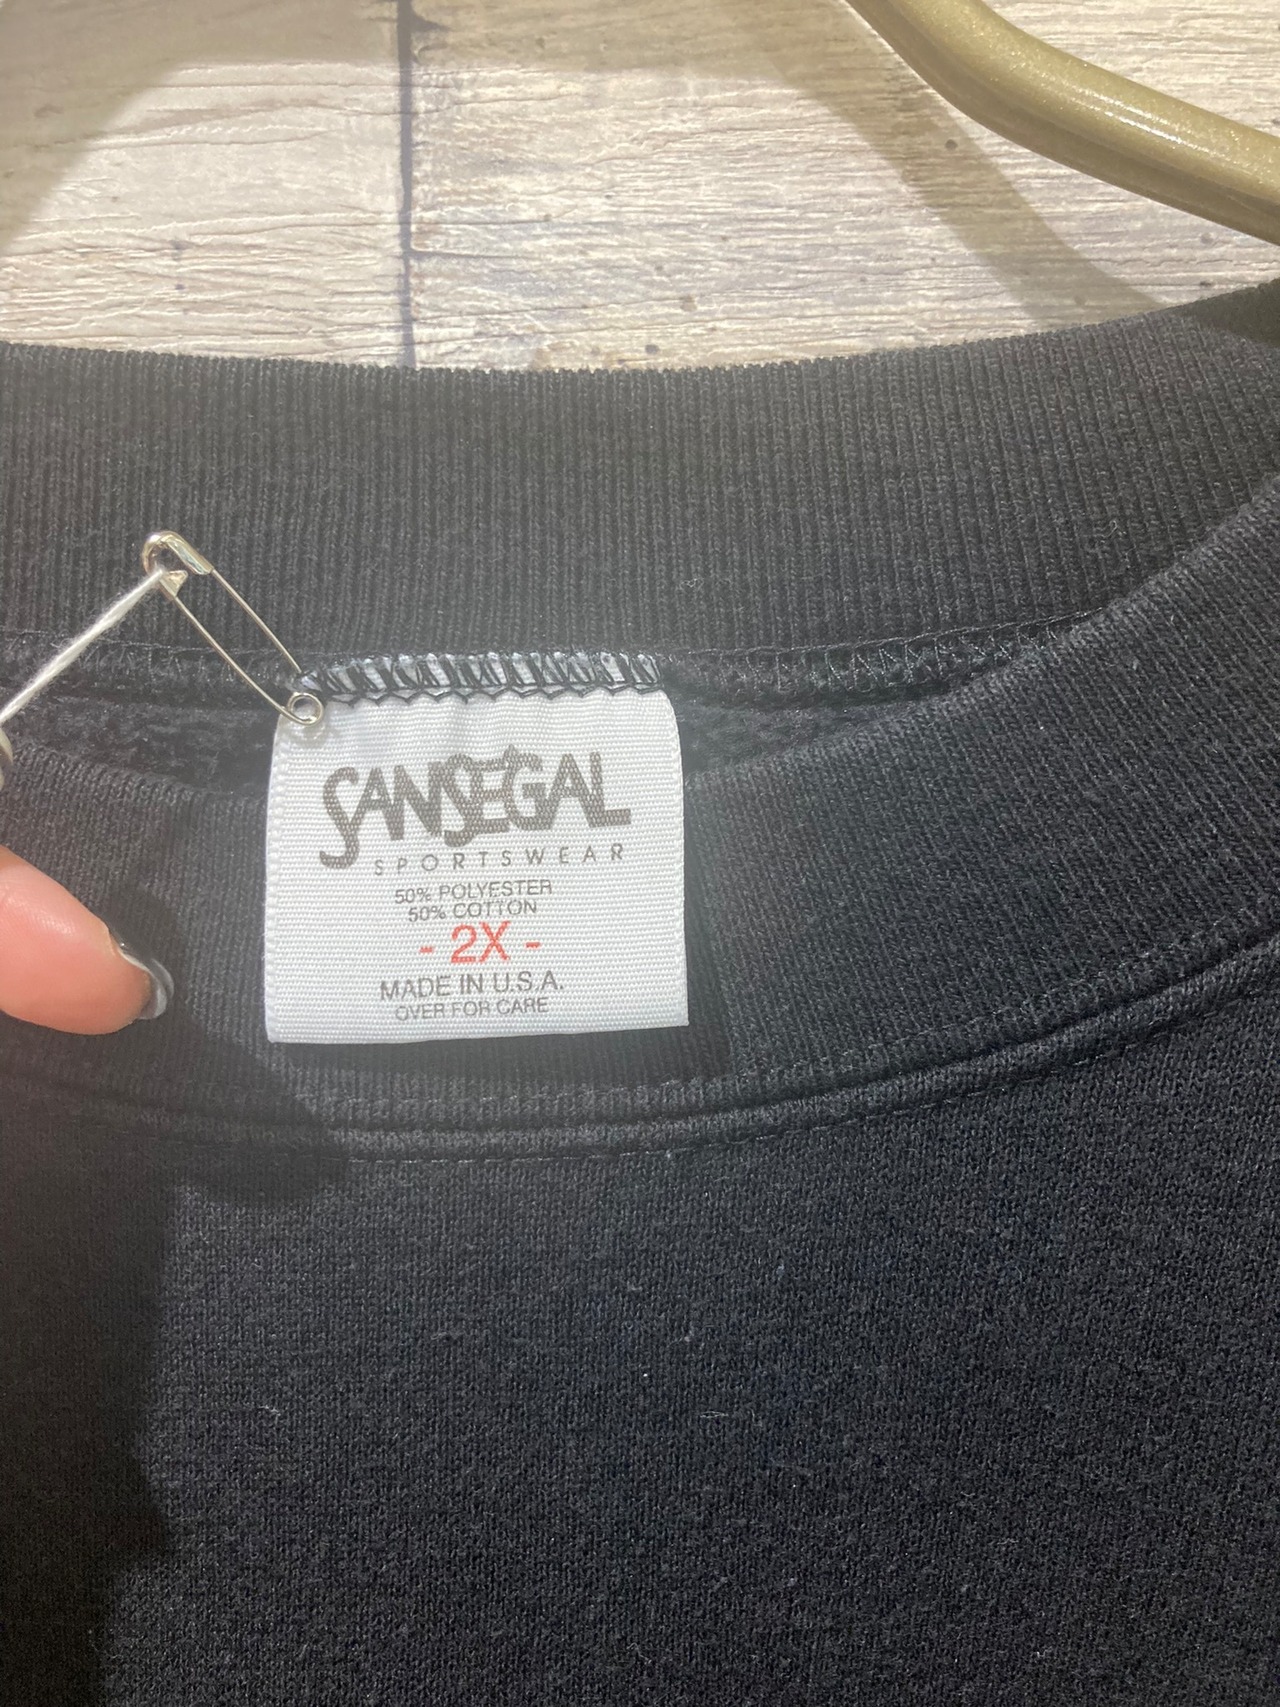 SANSEGAL
SPORTSWEAR
50% POLYESTER
50% COTTON
- 2X -
MADE IN U.S.A.
OVER FOR CARE